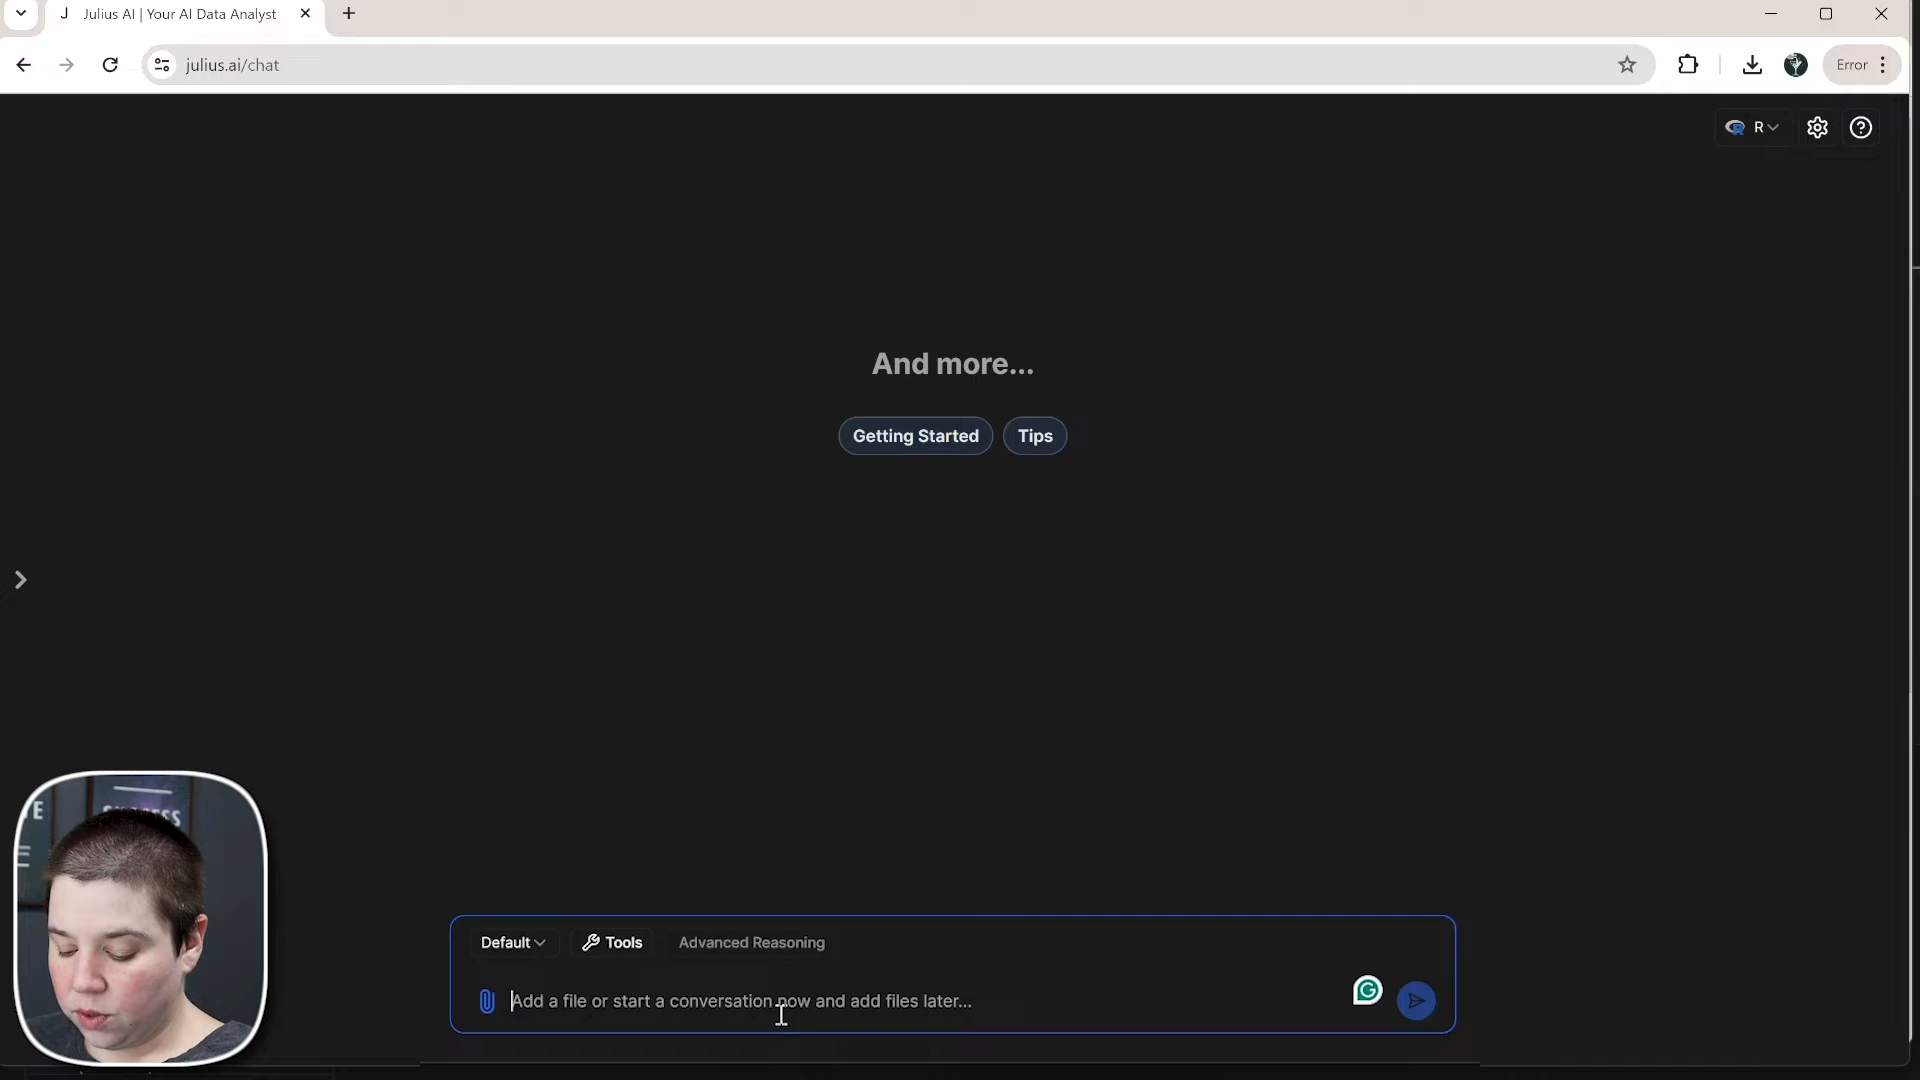 Julius AI | Your AI Data Analyst
julius.ai/chat
Error
R
And more...
Getting Started
Tips
Default
Tools
Advanced Reasoning
Add a file or start a conversation now and add files later...